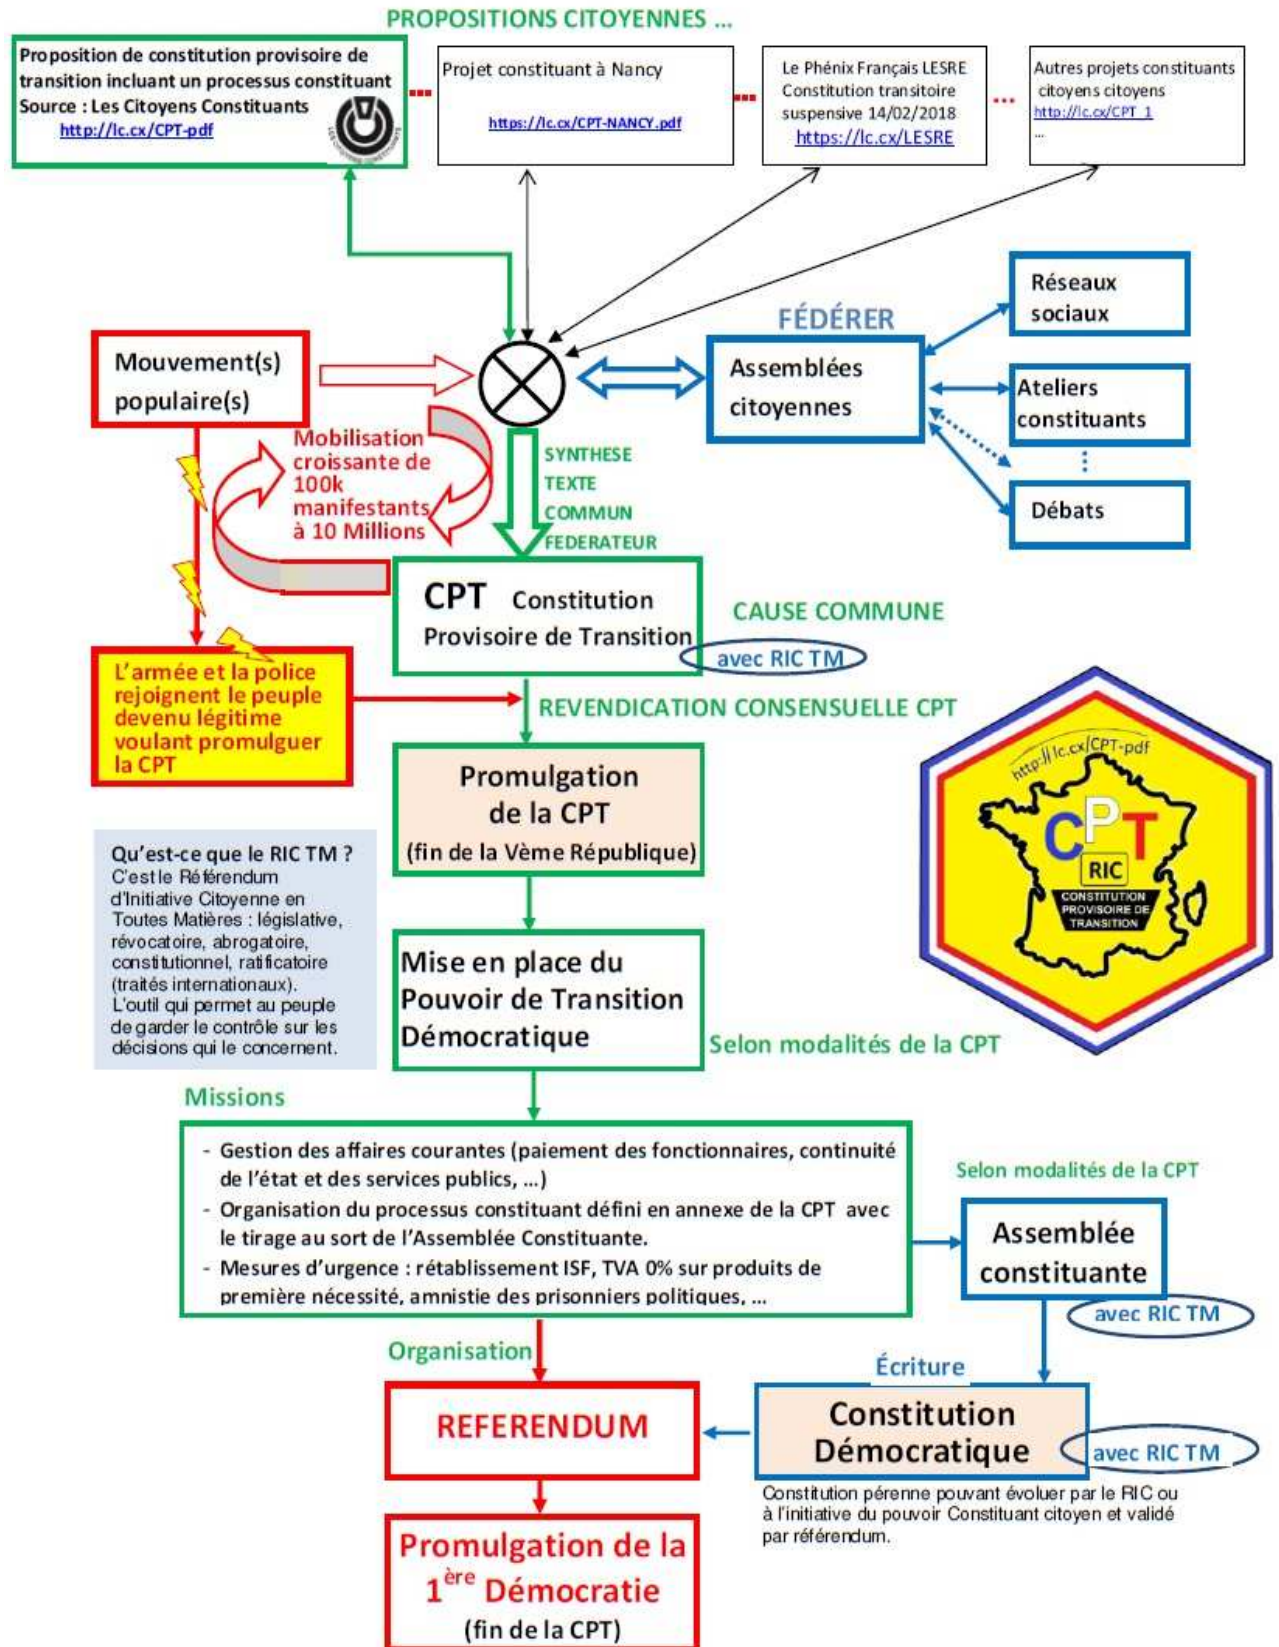 PROPOSITIONS CITOYENNES ...
Proposition de constitution provisoire de
transition incluant un processus constituant
Source : Les Citoyens Constituants
http://lc.cx/CPT-pdf
Projet constituant à Nancy
https://lc.cx/CPT-NANCY.pdf
Le Phénix Français LESRE
Constitution transitoire
suspensive 14/02/2018
https://lc.cx/LESRE
Autres projets constituants
citoyens citoyens
http://lc.cx/CPT_1
...
Mouvement(s)
populaire(s)
FÉDÉRER
Assemblées
citoyennes
Réseaux
sociaux
Ateliers
constituants
Débats
Mobilisation
croissante de
100k
manifestants
à 10 Millions
SYNTHESE
TEXTE
COMMUN
FEDERATEUR
CPT Constitution
Provisoire de Transition
CAUSE COMMUNE
avec RIC TM
L'armée et la police
rejoignent le peuple
devenu légitime
voulant promulguer
la CPT
REVENDICATION CONSENSUELLE CPT
Promulgation
de la CPT
(fin de la Vème République)
http://lc.cx/CPT-pdf
CPT
RIC
CONSTITUTION
PROVISOIRE DE
TRANSITION
Qu'est-ce que le RIC TM ?
C'est le Référendum
d'Initiative Citoyenne en
Toutes Matières : législative,
révocatoire, abrogatoire,
constitutionnel, ratificatoire
(traités internationaux).
L'outil qui permet au peuple
de garder le contrôle sur les
décisions qui le concernent.
Mise en place du
Pouvoir de Transition
Démocratique
Selon modalités de la CPT
Missions
- Gestion des affaires courantes (paiement des fonctionnaires, continuité
de l'état et des services publics, ...)
- Organisation du processus constituant défini en annexe de la CPT avec
le tirage au sort de l'Assemblée Constituante.
- Mesures d'urgence : rétablissement ISF, TVA 0% sur produits de
première nécessité, amnistie des prisonniers politiques, ...
Selon modalités de la CPT
Assemblée
constituante
avec RIC TM
Organisation
Écriture
REFERENDUM
Constitution
Démocratique
avec RIC TM
Constitution pérenne pouvant évoluer par le RIC ou
à l'initiative du pouvoir Constituant citoyen et validé
par référendum.
Promulgation de la
1ère Démocratie
(fin de la CPT)